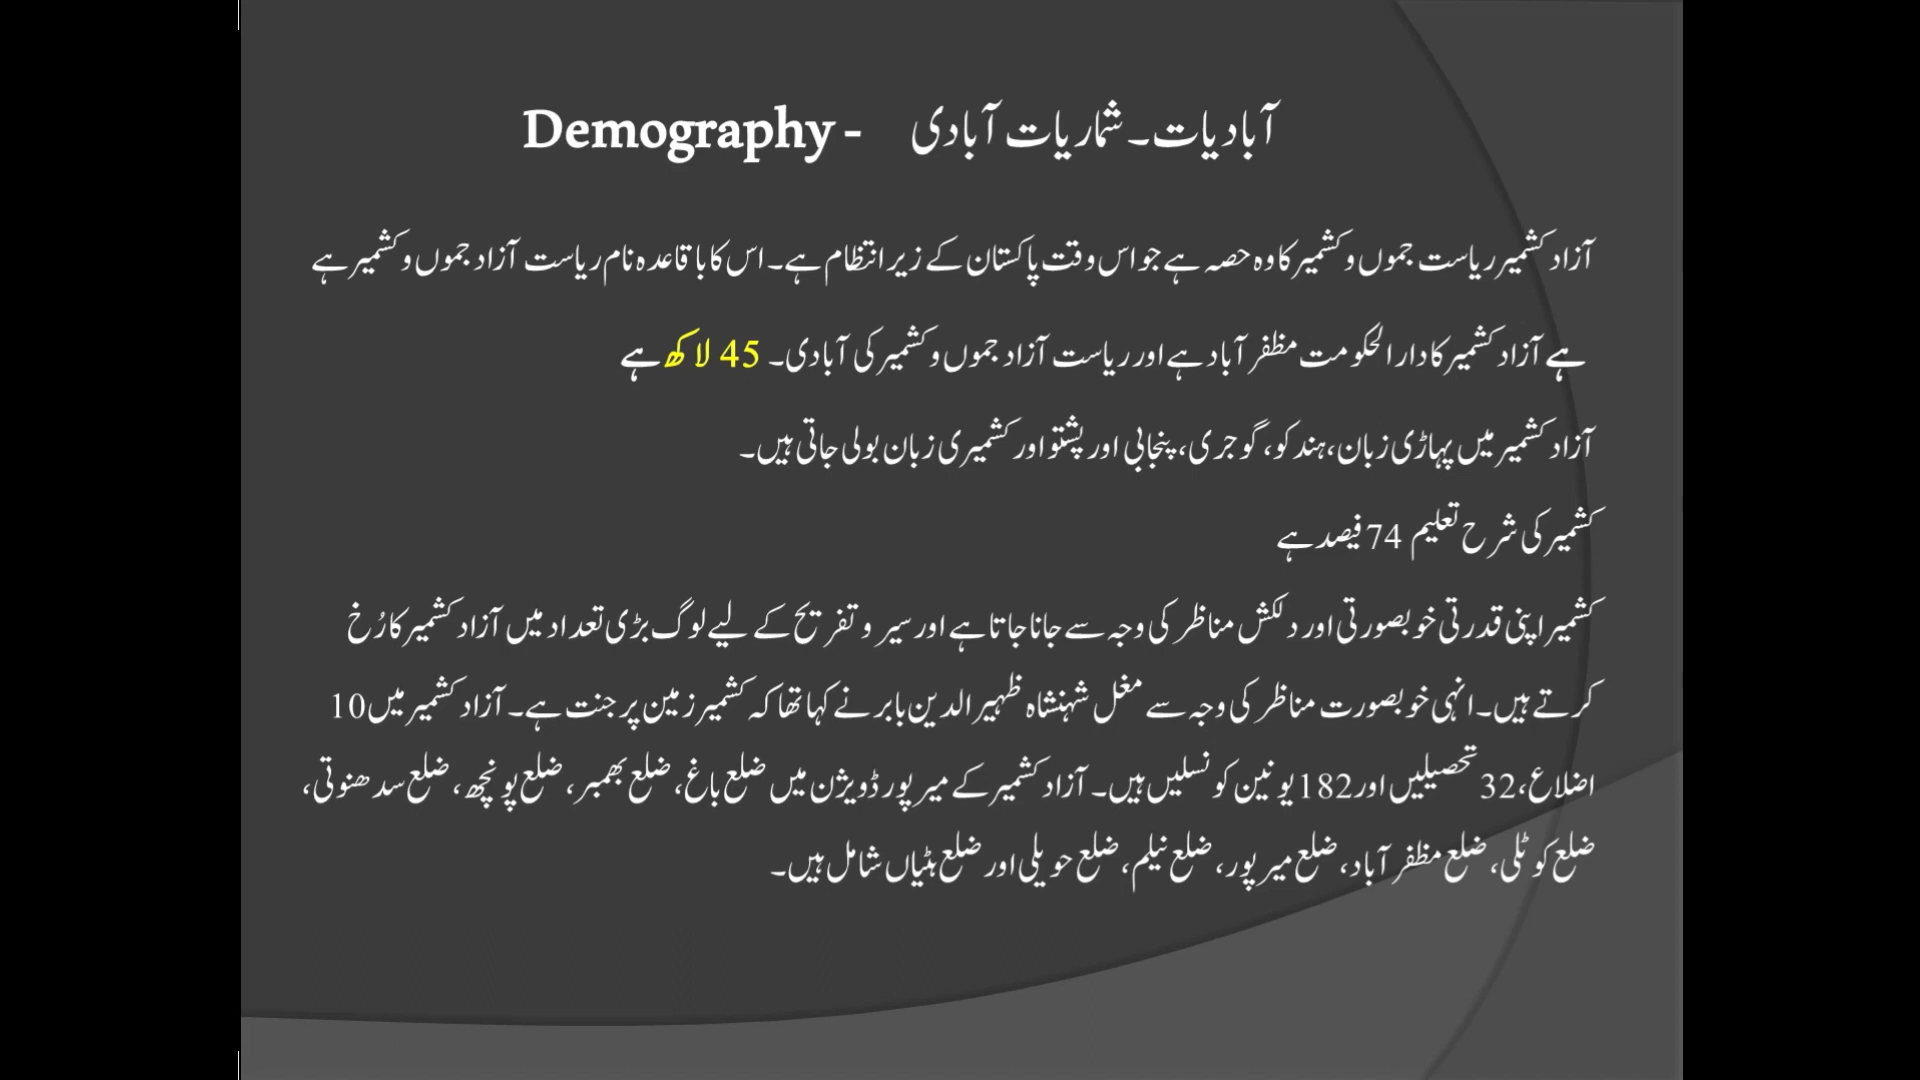 آبادیات۔شماریات آبادی - Demography
آزاد کشمیر ریاست جموں و کشمیر کا وہ حصہ ہے جو اس وقت پاکستان کے زیر انتظام ہے۔ اس کا باقاعدہ نام ریاست آزاد جموں و کشمیر ہے
ہے آزاد کشمیر کا دارالحکومت مظفر آباد ہے اور ریاست آزاد جموں و کشمیر کی آبادی۔ 45 لاکھ ہے
آزاد کشمیر میں پہاڑی زبان، ہندکو، گوجری، پنجابی اور پشتو اور کشمیری زبان بولی جاتی ہیں۔
کشمیر کی شرح تعلیم 74 فیصد ہے
کشمیر اپنی قدرتی خوبصورتی اور دلکش مناظر کی وجہ سے جانا جاتا ہے اور سیر و تفریح کے لیے لوگ بڑی تعداد میں آزاد کشمیر کا رُخ
کرتے ہیں۔ انہی خوبصورت مناظر کی وجہ سے مغل شہنشاہ ظہیر الدین بابر نے کہا تھا کہ کشمیر زمین پر جنت ہے۔ آزاد کشمیر میں 10
اضلاع، 32 تحصیلیں اور 182 یونین کونسلیں ہیں۔ آزاد کشمیر کے میر پور ڈویژن میں ضلع باغ، ضلع بھمبر، ضلع پونچھ، ضلع سدھنوتی،
ضلع کوٹلی، ضلع مظفر آباد، ضلع میر پور، ضلع نیلم، ضلع حویلی اور ضلع ہٹیاں شامل ہیں۔